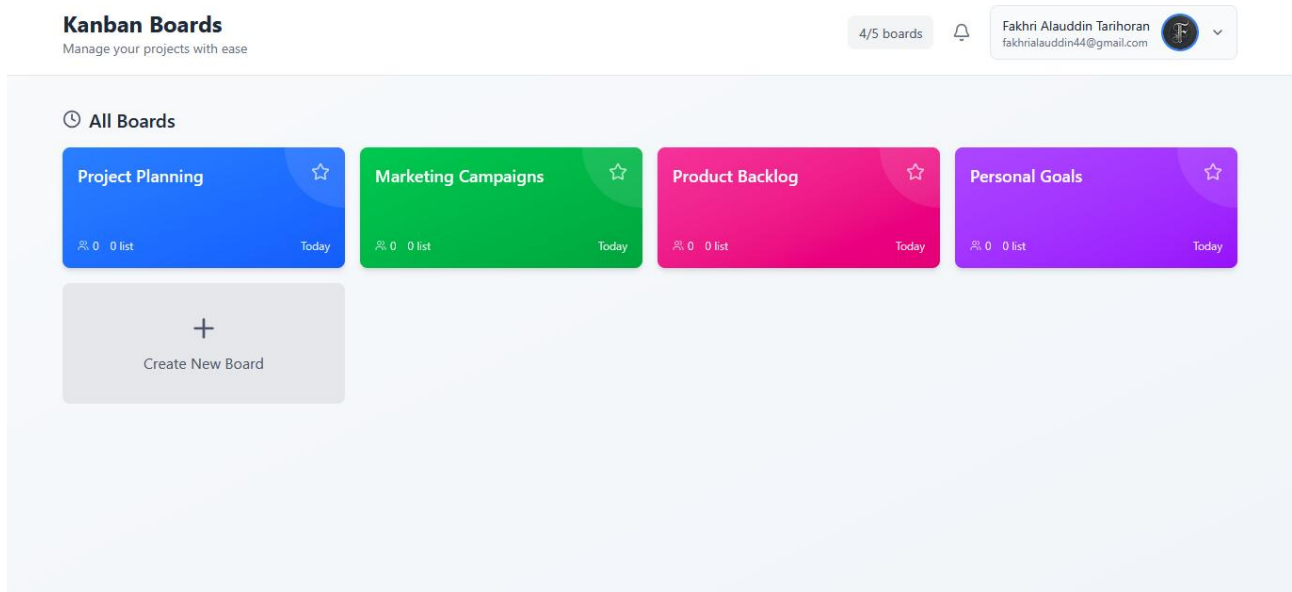 Kanban Boards
Manage your projects with ease
4/5 boards
Fakhri Alauddin Tarihoran
fakhrialauddin44@gmail.com
F
All Boards
Project Planning
0 0 list Today
Marketing Campaigns
0 0 list Today
Product Backlog
0 0 list Today
Personal Goals
0 0 list Today
Create New Board